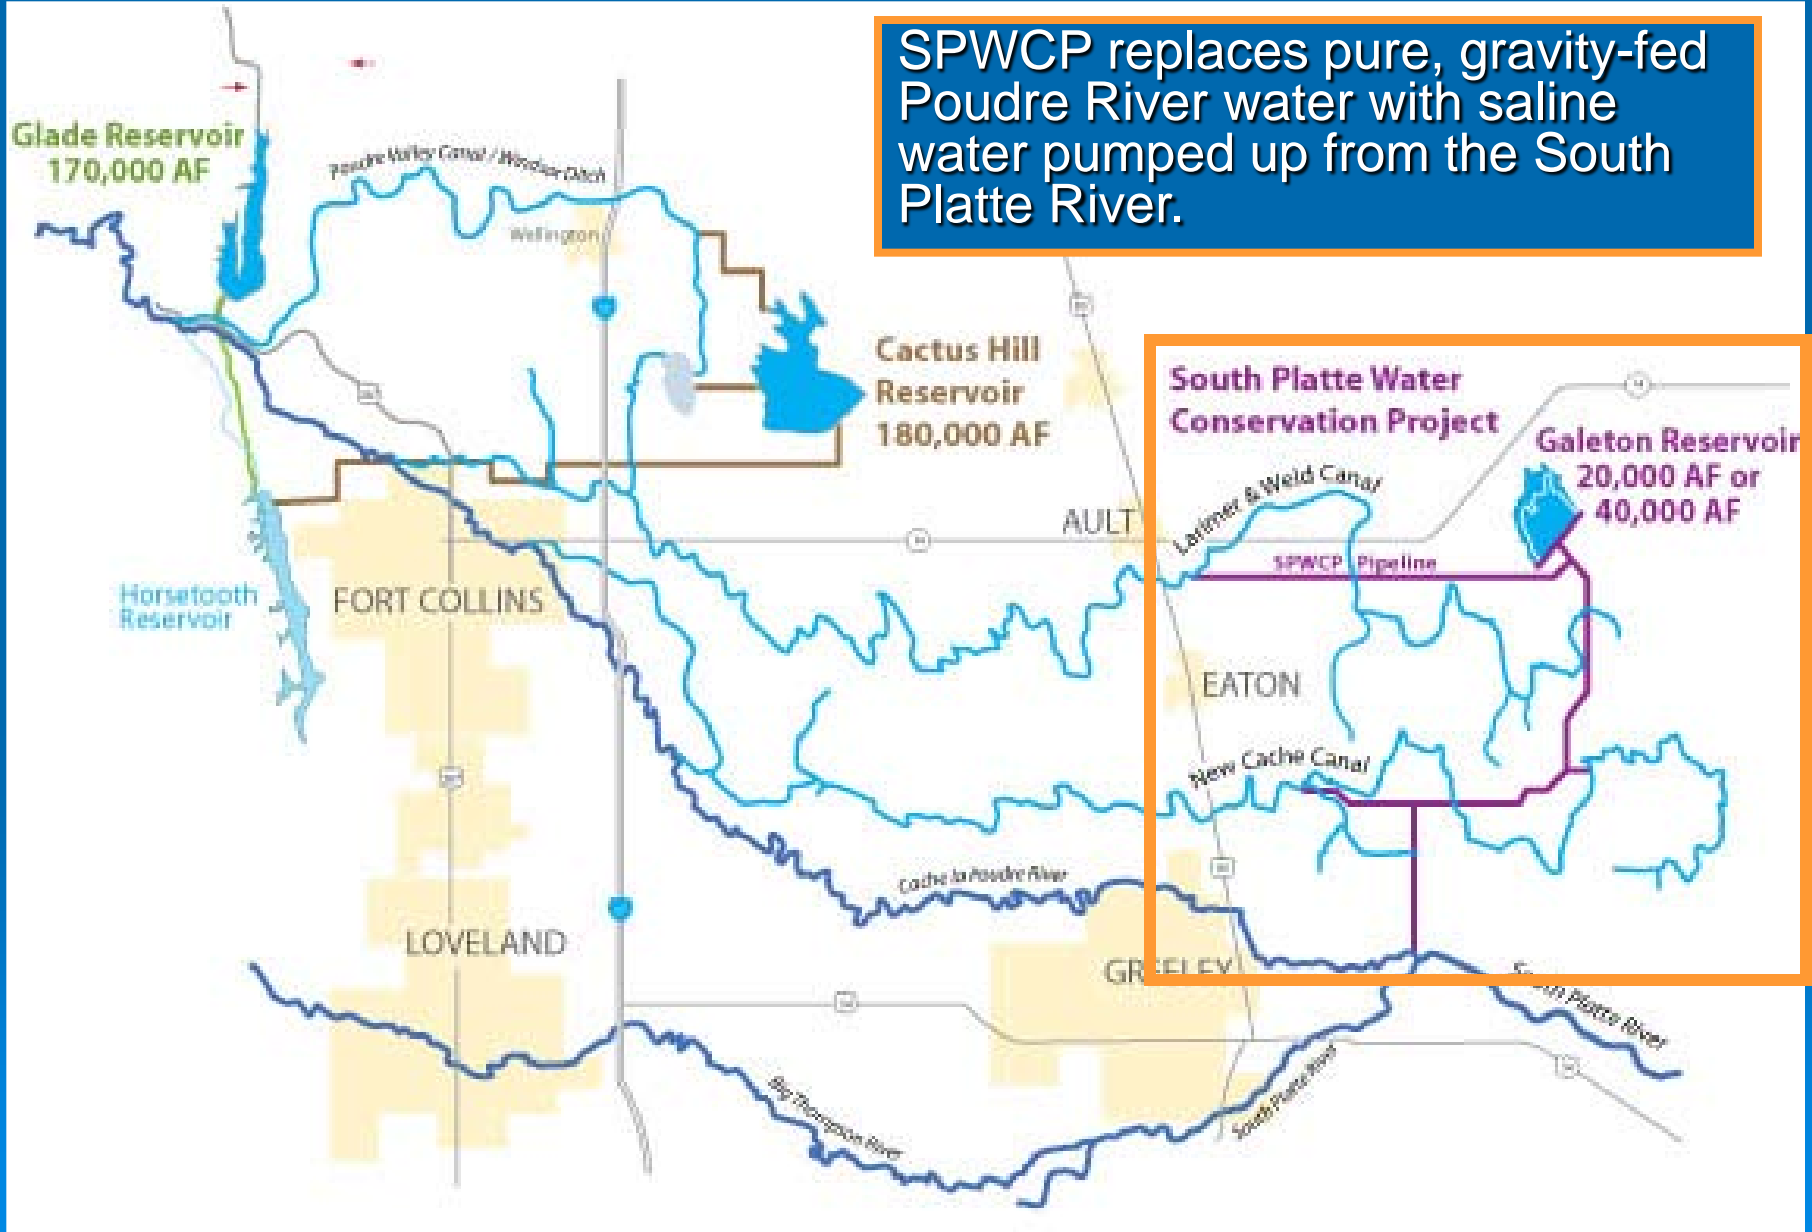 SPWCP replaces pure, gravity-fed
Poudre River water with saline
water pumped up from the South
Platte River.
Glade Reservoir
170,000 AF
Poudre Valley Canal / Windsor Ditch
Wellington
Cactus Hill
Reservoir
180,000 AF
South Platte Water
Conservation Project
Galeton Reservoir
20,000 AF or
40,000 AF
Larimer & Weld Canal
AULT
SPWCP Pipeline
Horsetooth
Reservoir
FORT COLLINS
EATON
New Cache Canal
Cache la Poudre River
LOVELAND
GREELEY
South Platte River
South Platte River
Big Thompson River